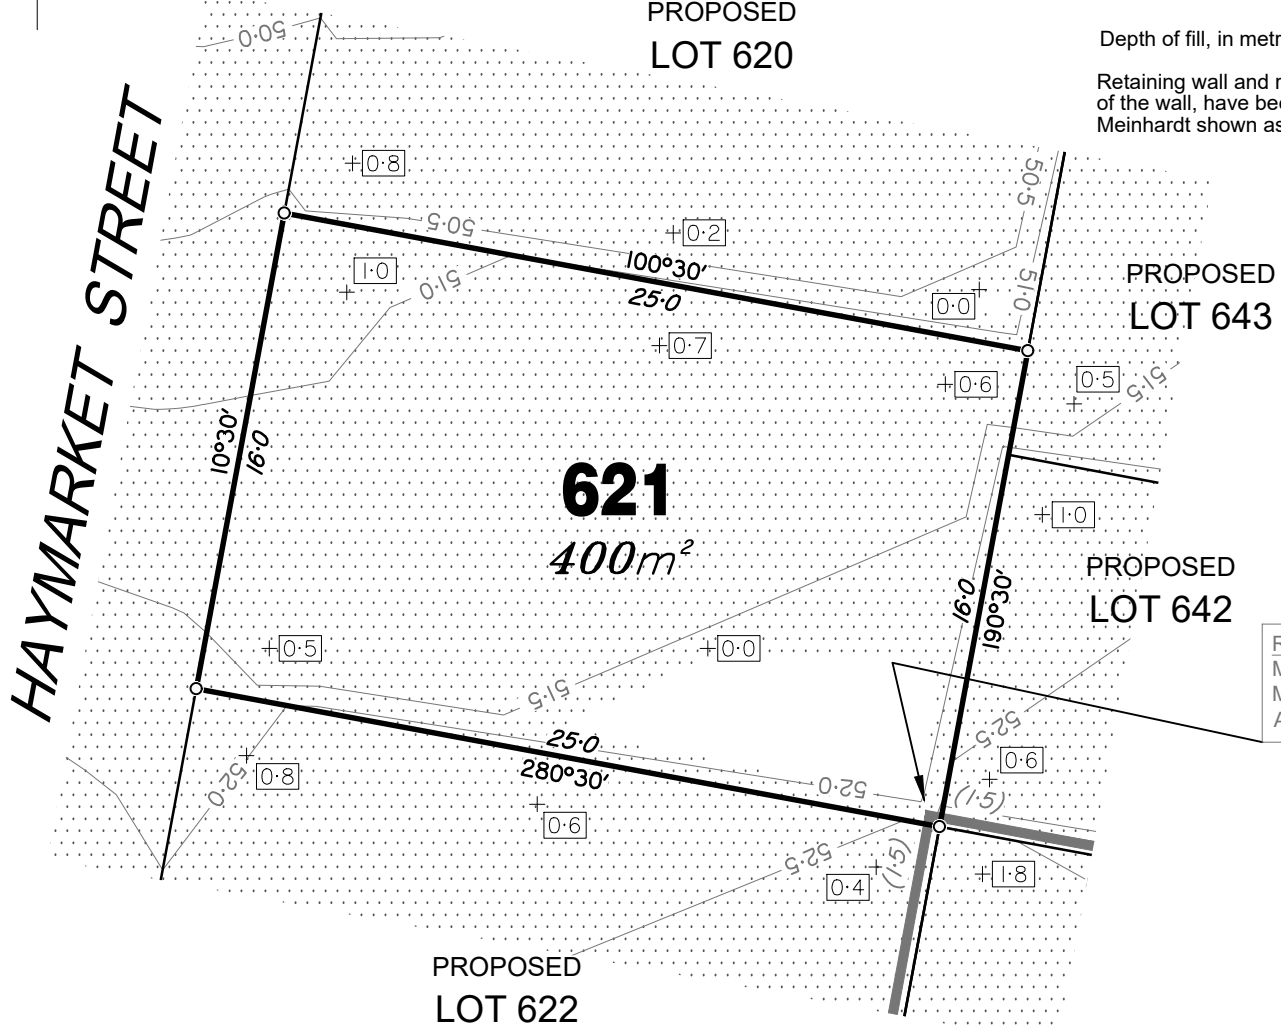 PROPOSED
LOT 620
Depth of fill, in metr
Retaining wall and r
of the wall, have bee
Meinhardt shown as
HAYMARKET STREET
50·0
0·8
50·5
0·2
100°30′
25·0
1·0
51·0
50·5
51·0
0·0
PROPOSED
LOT 643
0·7
0·6
0·5
51·5
10°30′
16·0
621
400m²
1·0
PROPOSED
LOT 642
16·0
190°30′
0·5
0·0
51·5
R
M
M
A
25·0
280°30′
52·0
0·8
0·6
52·0
52·5
0·6
(1·5)
52·5
(1·5)
0·4
1·8
PROPOSED
LOT 622